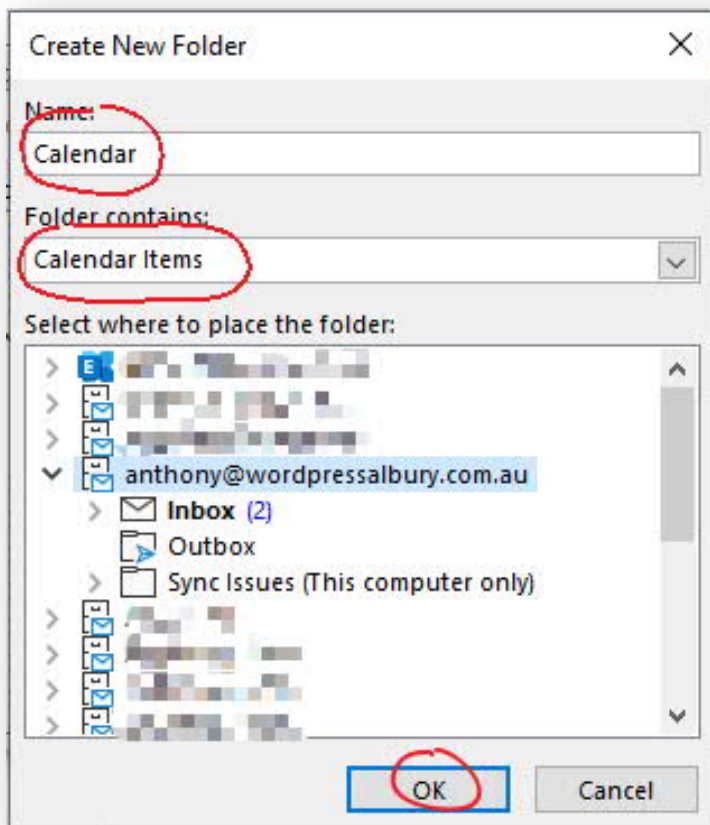 Create New Folder
Name:
Calendar
Folder contains:
Calendar Items
Select where to place the folder:
E
anthony@wordpressalbury.com.au
Inbox (2)
Outbox
Sync Issues (This computer only)
OK
Cancel